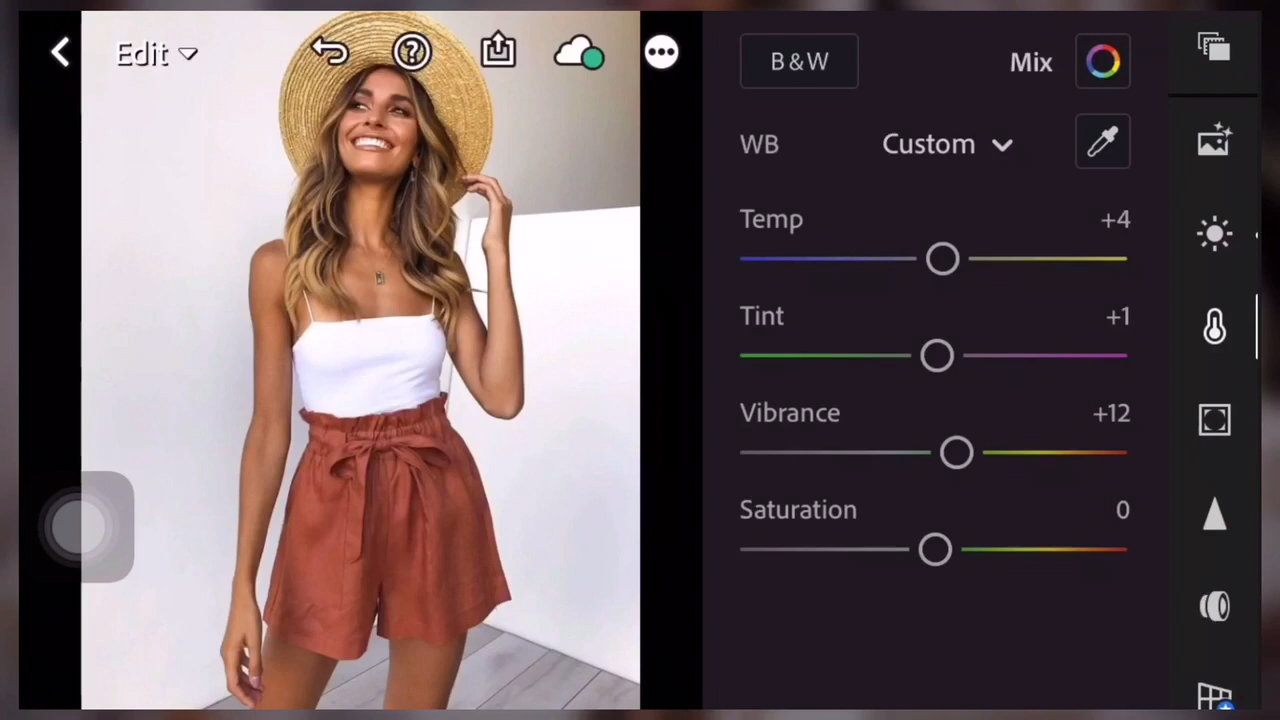 Edit
B&W
Mix
WB
Custom
Temp
+4
Tint
+1
Vibrance
+12
Saturation
0